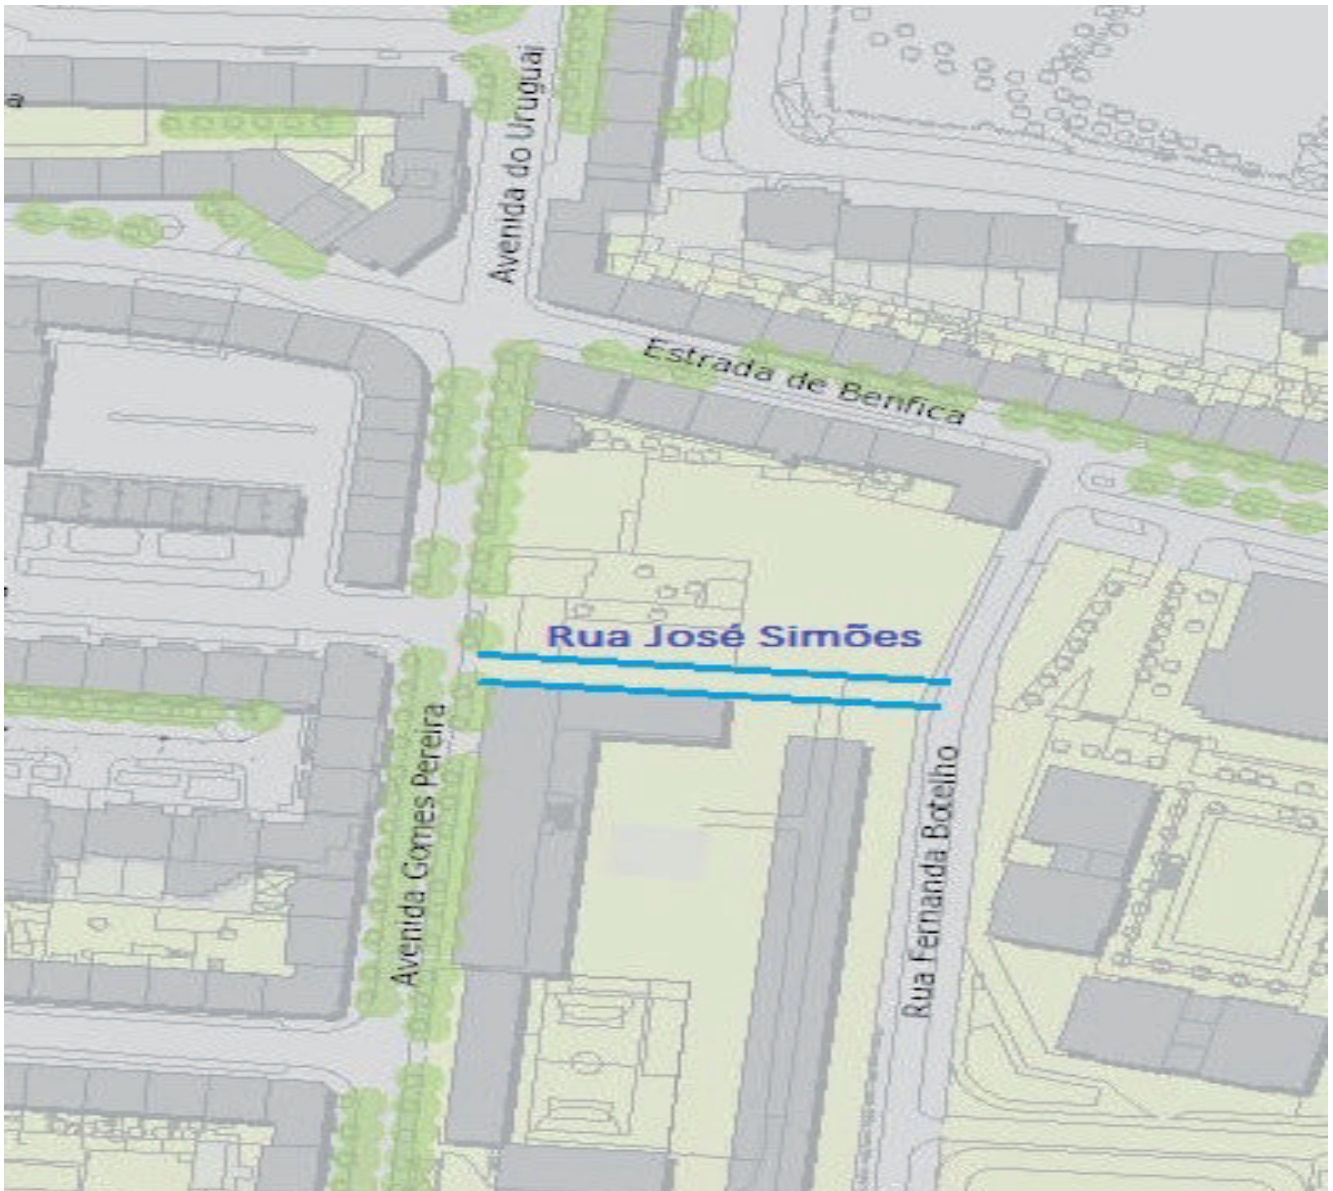 Avenida do Uruguai
Estrada de Benfica
Rua José Simões
Avenida Gomes Pereira
Rua Fernanda Botelho